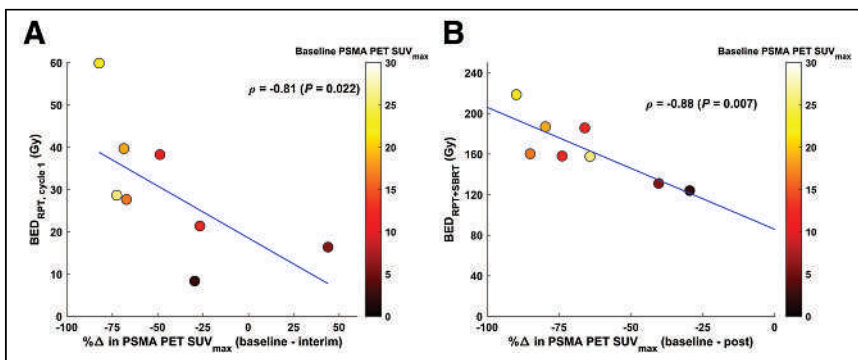 A
Baseline PSMA PET SUVmax
ρ = -0.81 (P = 0.022)
BEDRPT, cycle 1 (Gy)
60
50
40
30
20
10
0
-100 -75 -50 -25 0 25 50
%Δ in PSMA PET SUVmax (baseline - interim)
30
25
20
15
10
5
0
B
Baseline PSMA PET SUVmax
ρ = -0.88 (P = 0.007)
BEDRPT+SBRT (Gy)
240
200
160
120
80
40
0
-100 -75 -50 -25 0
%Δ in PSMA PET SUVmax (baseline - post)
30
25
20
15
10
5
0